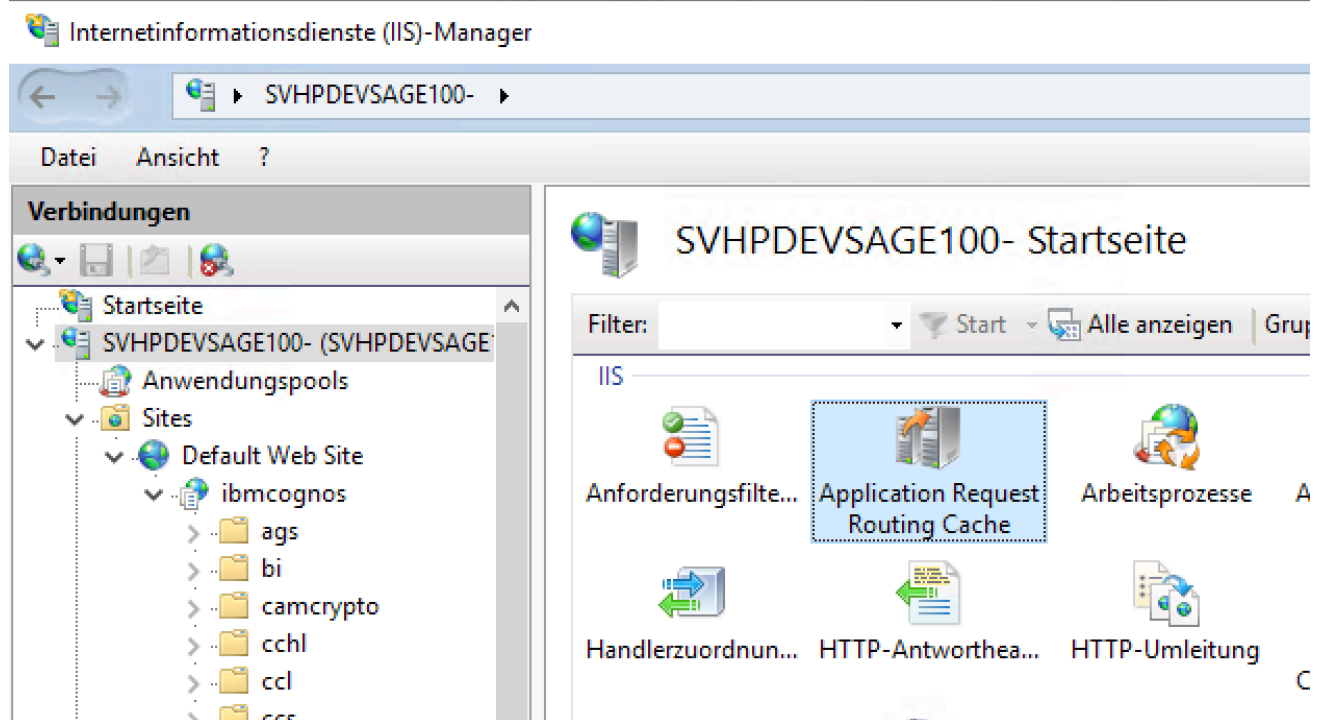 Internetinformationsdienste (IIS)-Manager
SVHPDEVSAGE100-
Datei Ansicht ?
Verbindungen
Startseite
SVHPDEVSAGE100- (SVHPDEVSAGE
Anwendungspools
Sites
Default Web Site
ibmcognos
ags
bi
camcrypto
cchl
ccl
ccs
SVHPDEVSAGE100- Startseite
Filter: Start Alle anzeigen Grup
IIS
Anforderungsfilte... Application Request Routing Cache Arbeitsprozesse A
Handlerzuordnun... HTTP-Antworthea... HTTP-Umleitung
C